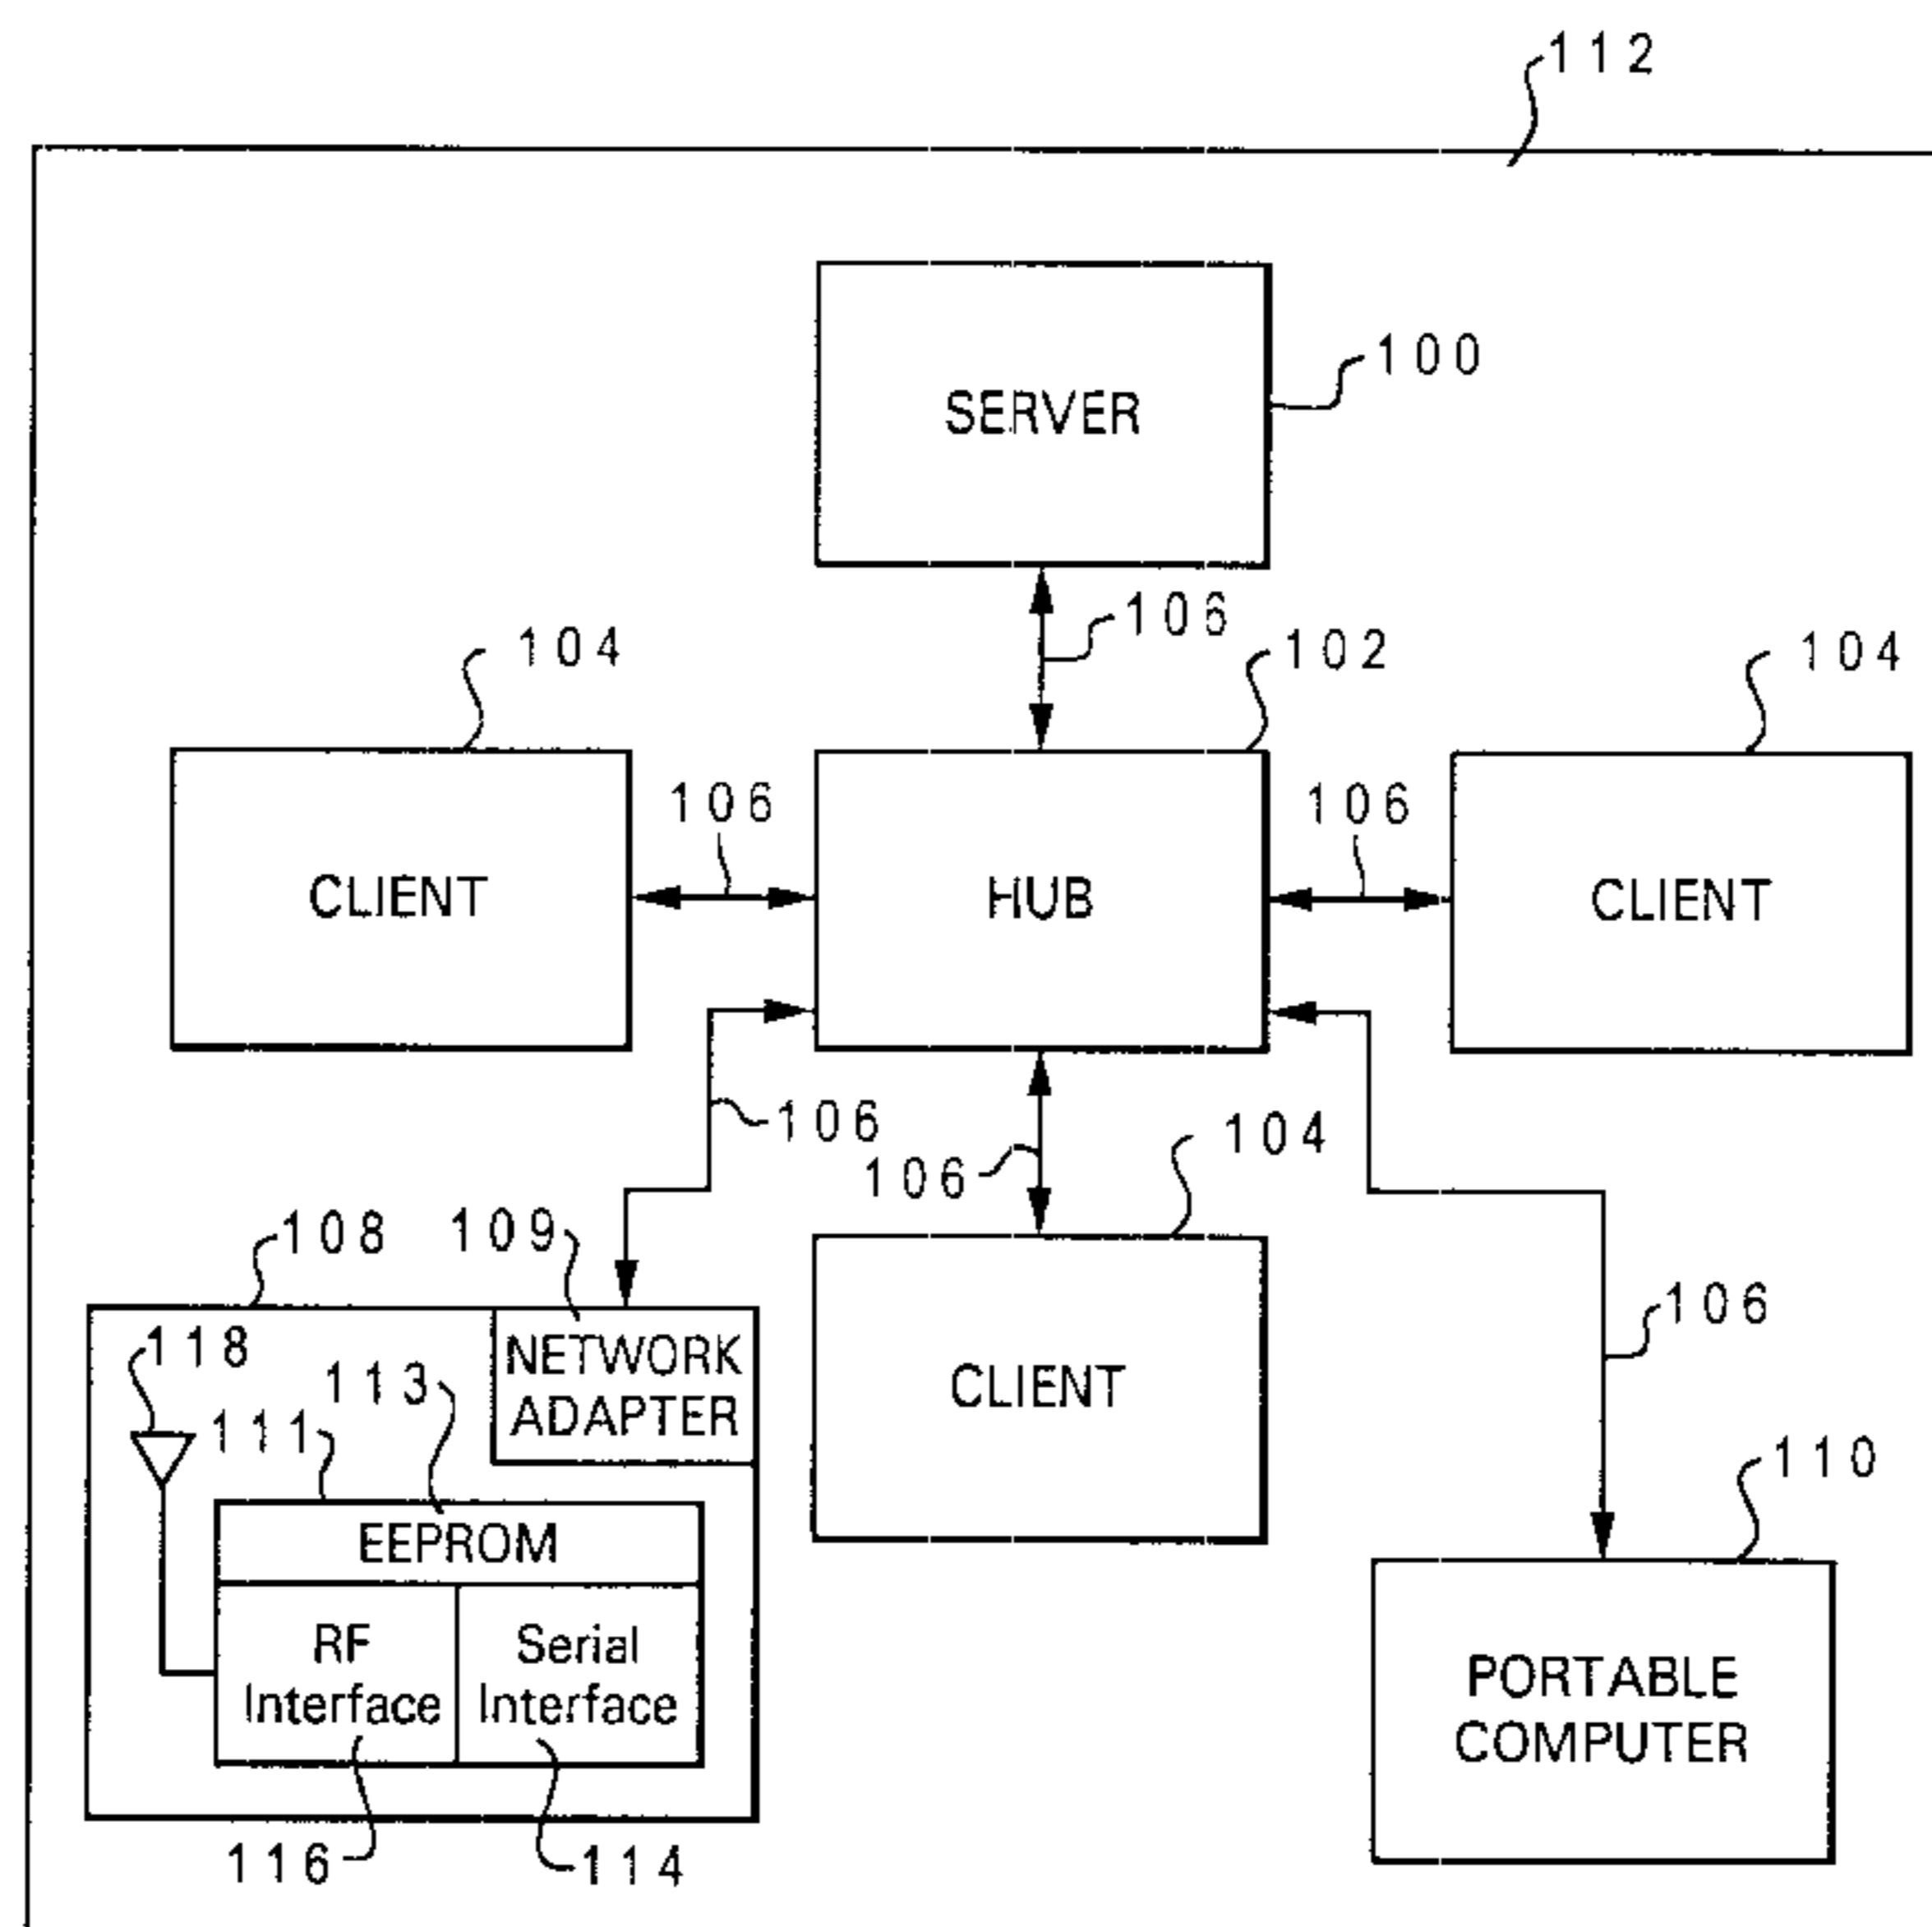 112
SERVER
100
106
104
102
104
CLIENT
106
HUB
106
CLIENT
106
106
104
108
109
NETWORK
ADAPTER
118
113
111
CLIENT
106
110
EEPROM
RF
Interface
Serial
Interface
PORTABLE
COMPUTER
116
114